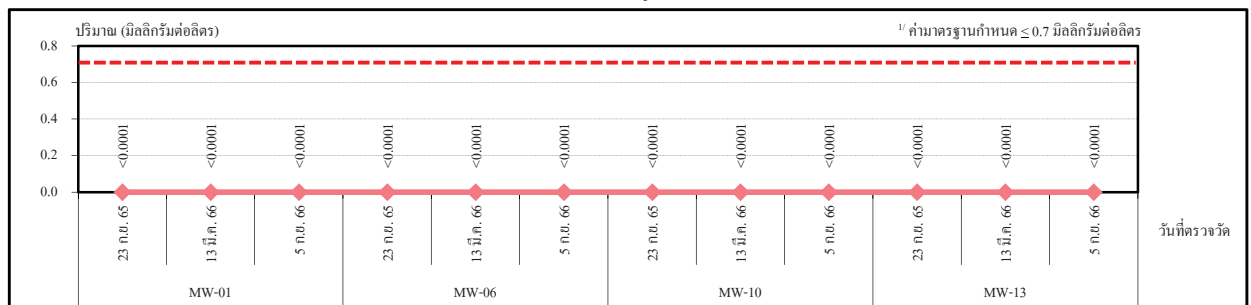 ปริมาณ (มิลลิกรัมต่อลิตร)
1/ ค่ามาตรฐานกำหนด ≤ 0.7 มิลลิกรัมต่อลิตร
0.8
0.6
0.4
0.2
0.0
<0.0001 <0.0001 <0.0001 <0.0001 <0.0001 <0.0001 <0.0001 <0.0001 <0.0001 <0.0001 <0.0001 <0.0001
23 ก.ย. 65 13 มี.ค. 66 5 ก.ย. 66 23 ก.ย. 65 13 มี.ค. 66 5 ก.ย. 66 23 ก.ย. 65 13 มี.ค. 66 5 ก.ย. 66 23 ก.ย. 65 13 มี.ค. 66 5 ก.ย. 66
วันที่ตรวจวัด
MW-01 MW-06 MW-10 MW-13